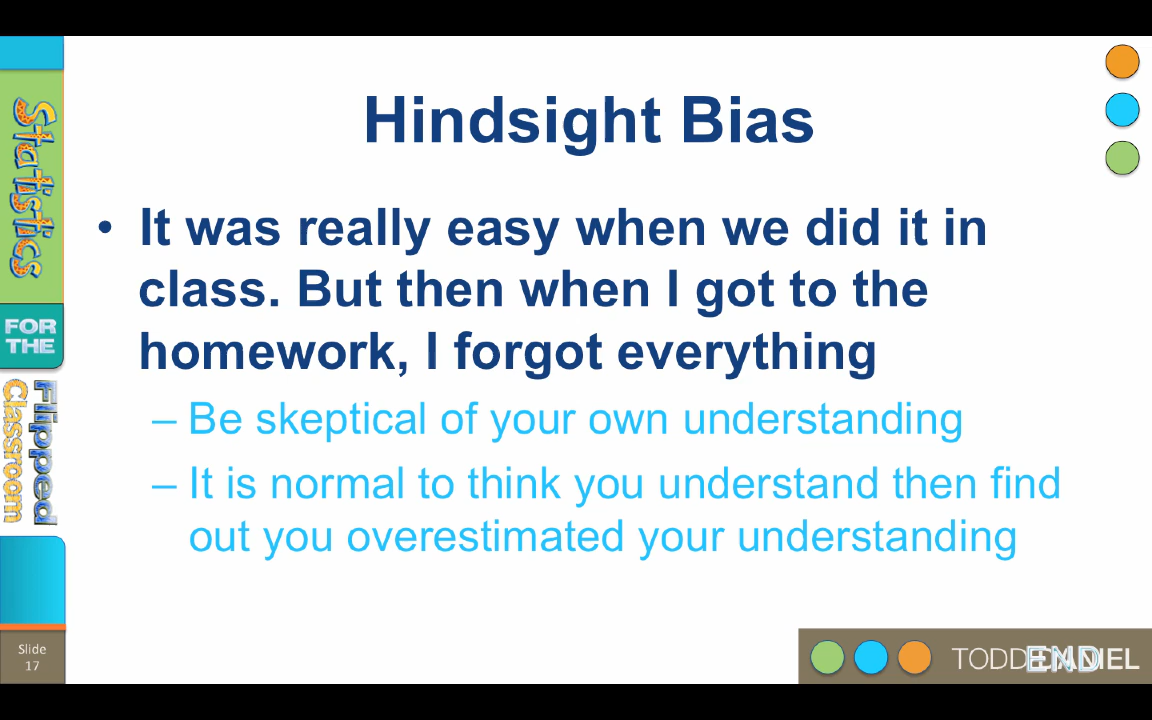 Hindsight Bias
• It was really easy when we did it in
class. But then when I got to the
homework, I forgot everything
– Be skeptical of your own understanding
– It is normal to think you understand then find
out you overestimated your understanding
Statistics
FOR
THE
Flipped
Classroom
Slide
17
TODD
END